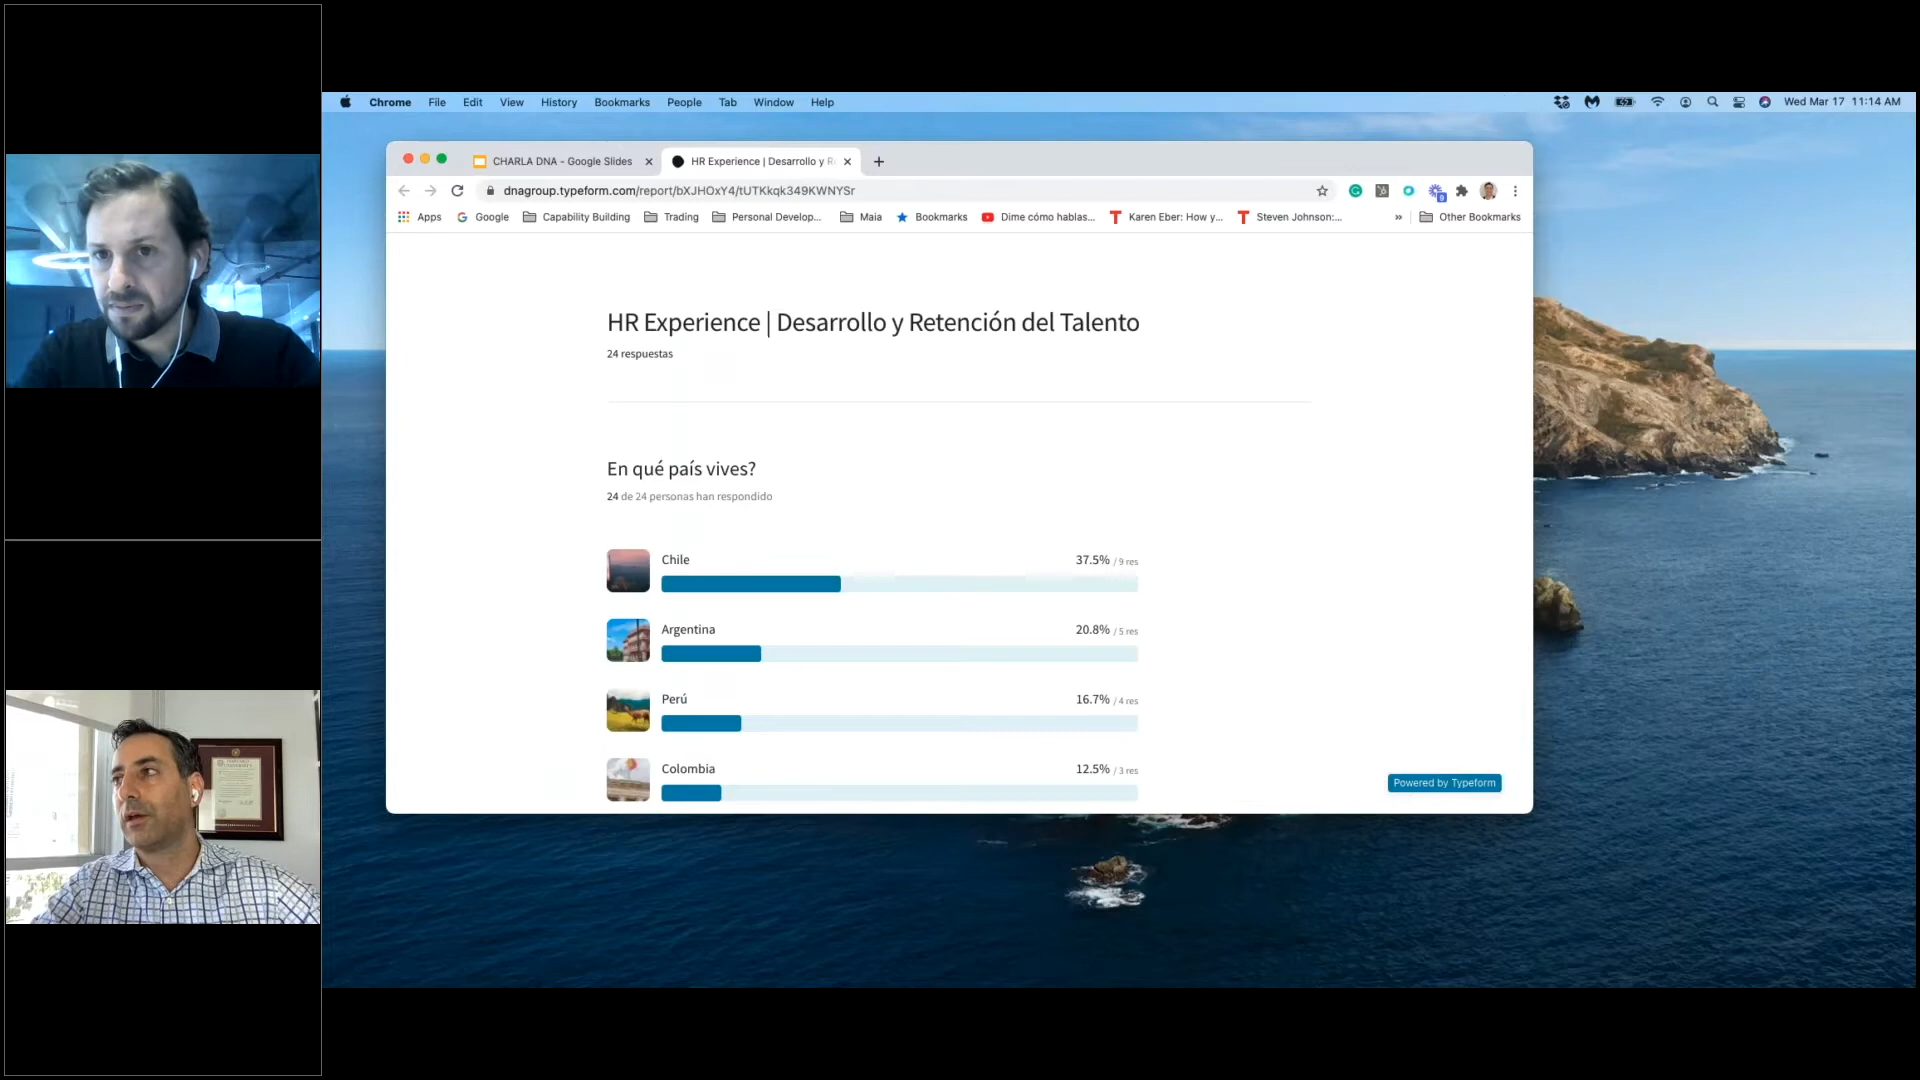 Chrome File Edit View History Bookmarks People Tab Window Help Wed Mar 17 11:14 AM
CHARLA DNA - Google Slides
HR Experience | Desarrollo y R
dnagroup.typeform.com/report/bXJHOxY4/tUTKkqk349KWNYSr
Apps Google Capability Building Trading Personal Develop... Maia Bookmarks Dime cómo hablas... Karen Eber: How y... Steven Johnson:... » Other Bookmarks
HR Experience | Desarrollo y Retención del Talento
24 respuestas
En qué país vives?
24 de 24 personas han respondido
Chile 37.5% / 9 res
Argentina 20.8% / 5 res
Perú 16.7% / 4 res
Colombia 12.5% / 3 res
Powered by Typeform